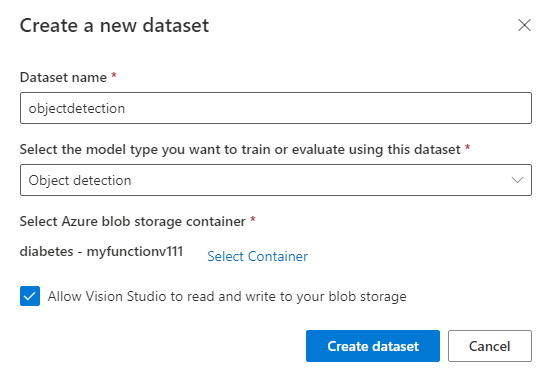 Create a new dataset
Dataset name *
objectdetection
Select the model type you want to train or evaluate using this dataset *
Object detection
Select Azure blob storage container *
diabetes - myfunctionv111 Select Container
Allow Vision Studio to read and write to your blob storage
Create dataset Cancel